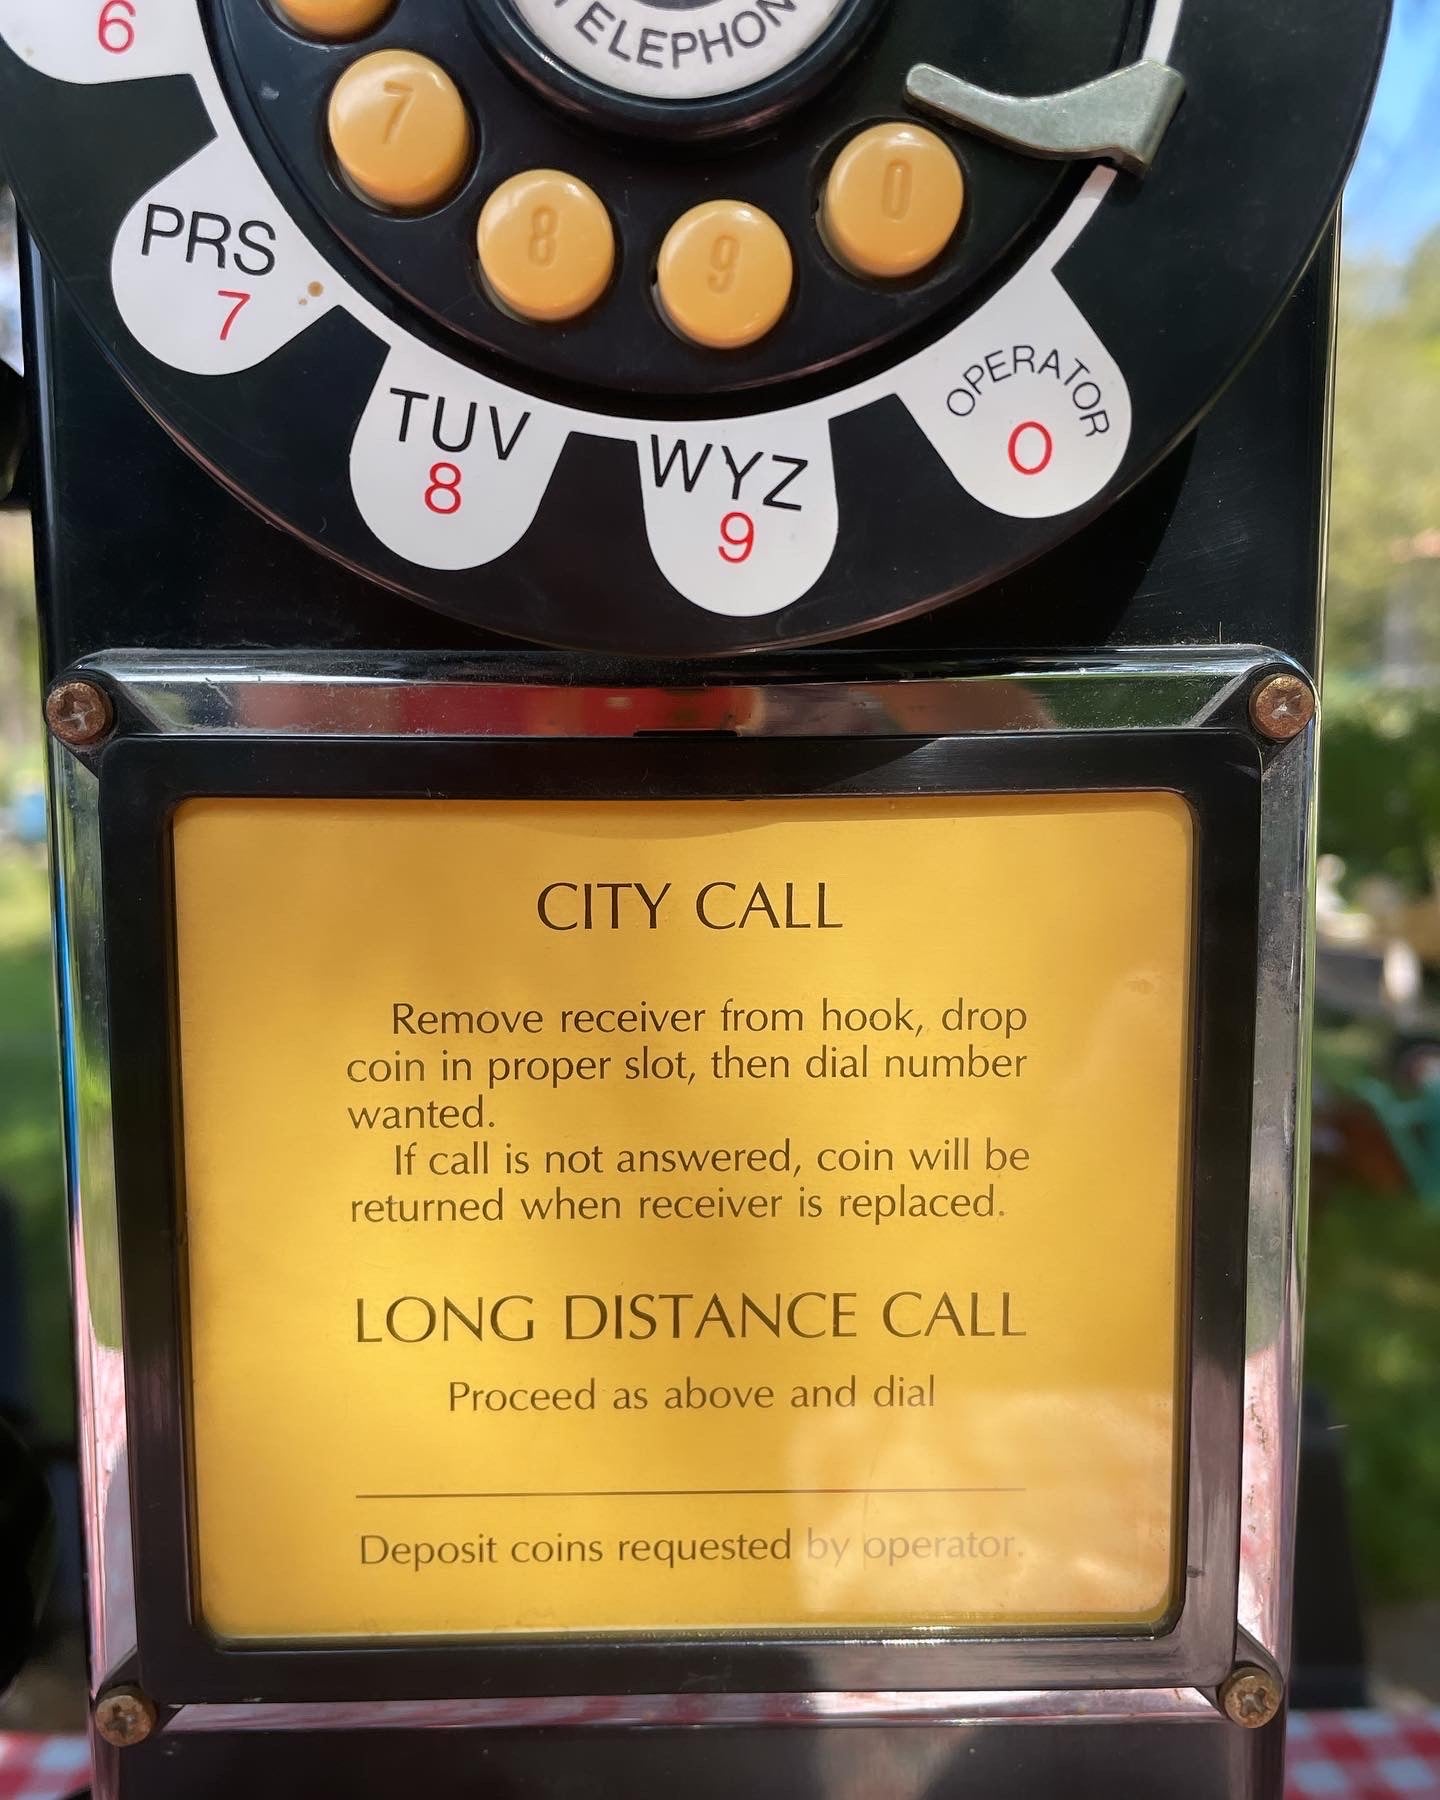 TELEPHON
6
7
8
9
0
PRS
7
TUV
8
WYZ
9
OPERATOR
0
CITY CALL
Remove receiver from hook, drop
coin in proper slot, then dial number
wanted.
If call is not answered, coin will be
returned when receiver is replaced.
LONG DISTANCE CALL
Proceed as above and dial
Deposit coins requested by operator.